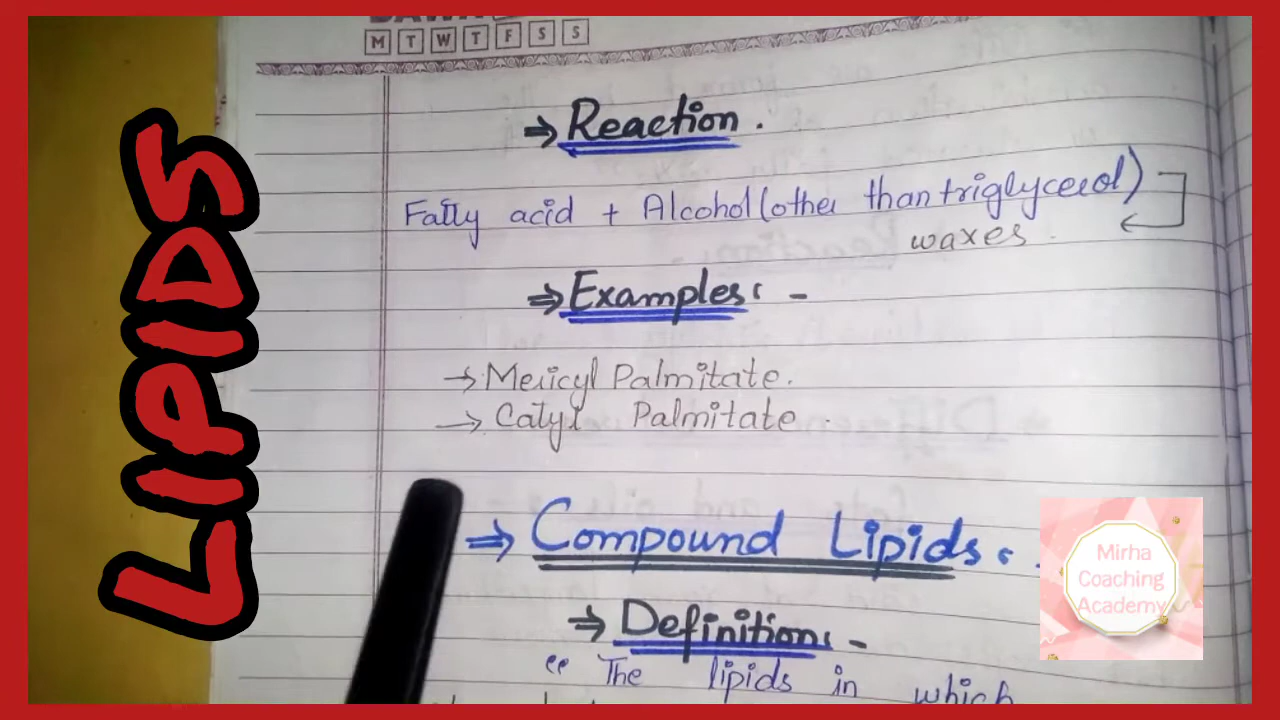 M T W T F S S
⇒ Reaction .
Fatty acid + Alcohol (other than triglycerol)
waxes .
⇒ Examples : -
→ Mericyl Palmitate.
→ Catyl Palmitate .
⇒ Compound Lipids :
⇒ Definition: -
" The lipids in which
LIPIDS
Mirha
Coaching
Academy